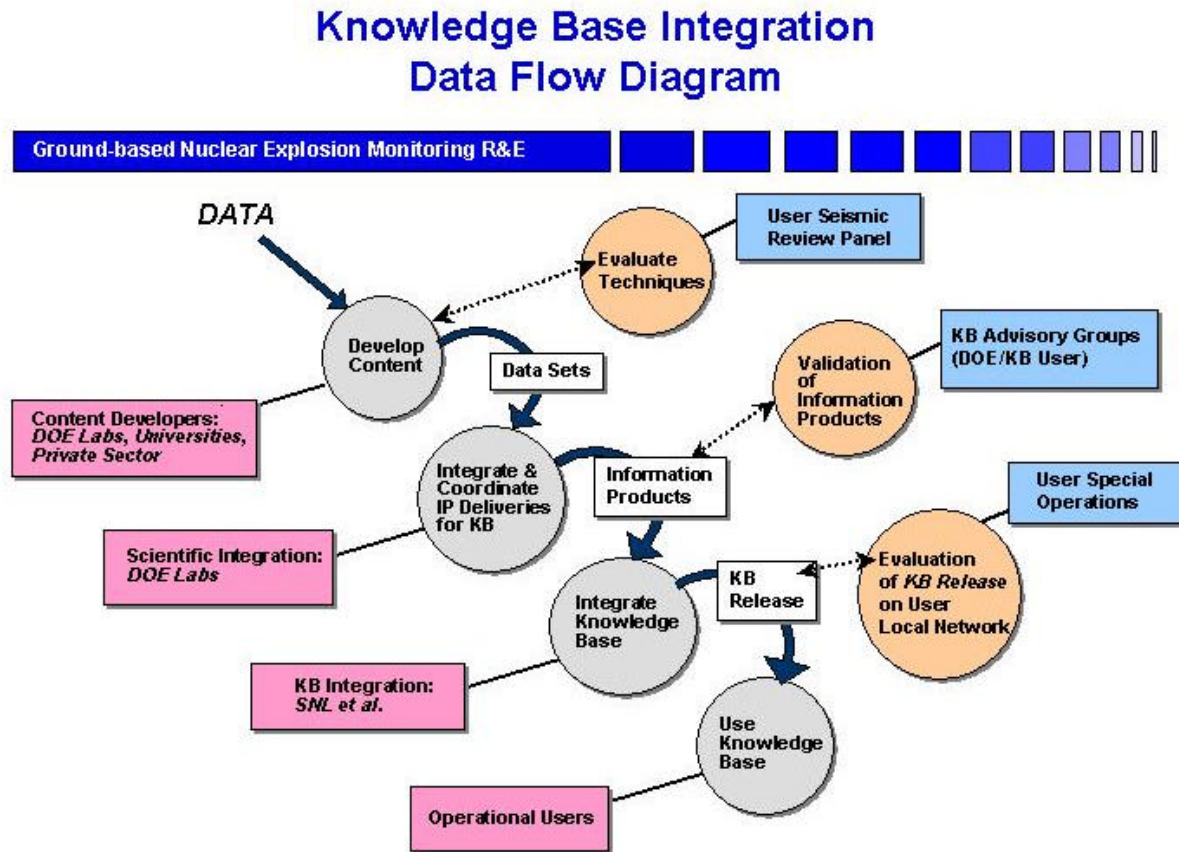 Knowledge Base Integration
Data Flow Diagram
Ground-based Nuclear Explosion Monitoring R&E
DATA
User Seismic
Review Panel
Evaluate
Techniques
KB Advisory Groups
(DOE/KB User)
Develop
Content
Data Sets
Validation
of
Information
Products
Content Developers:
DOE Labs, Universities,
Private Sector
Integrate &
Coordinate
IP Deliveries
for KB
Information
Products
User Special
Operations
Scientific Integration:
DOE Labs
Evaluation
of KB Release
on User
Local Network
KB
Release
Integrate
Knowledge
Base
KB Integration:
SNL et al.
Use
Knowledge
Base
Operational Users